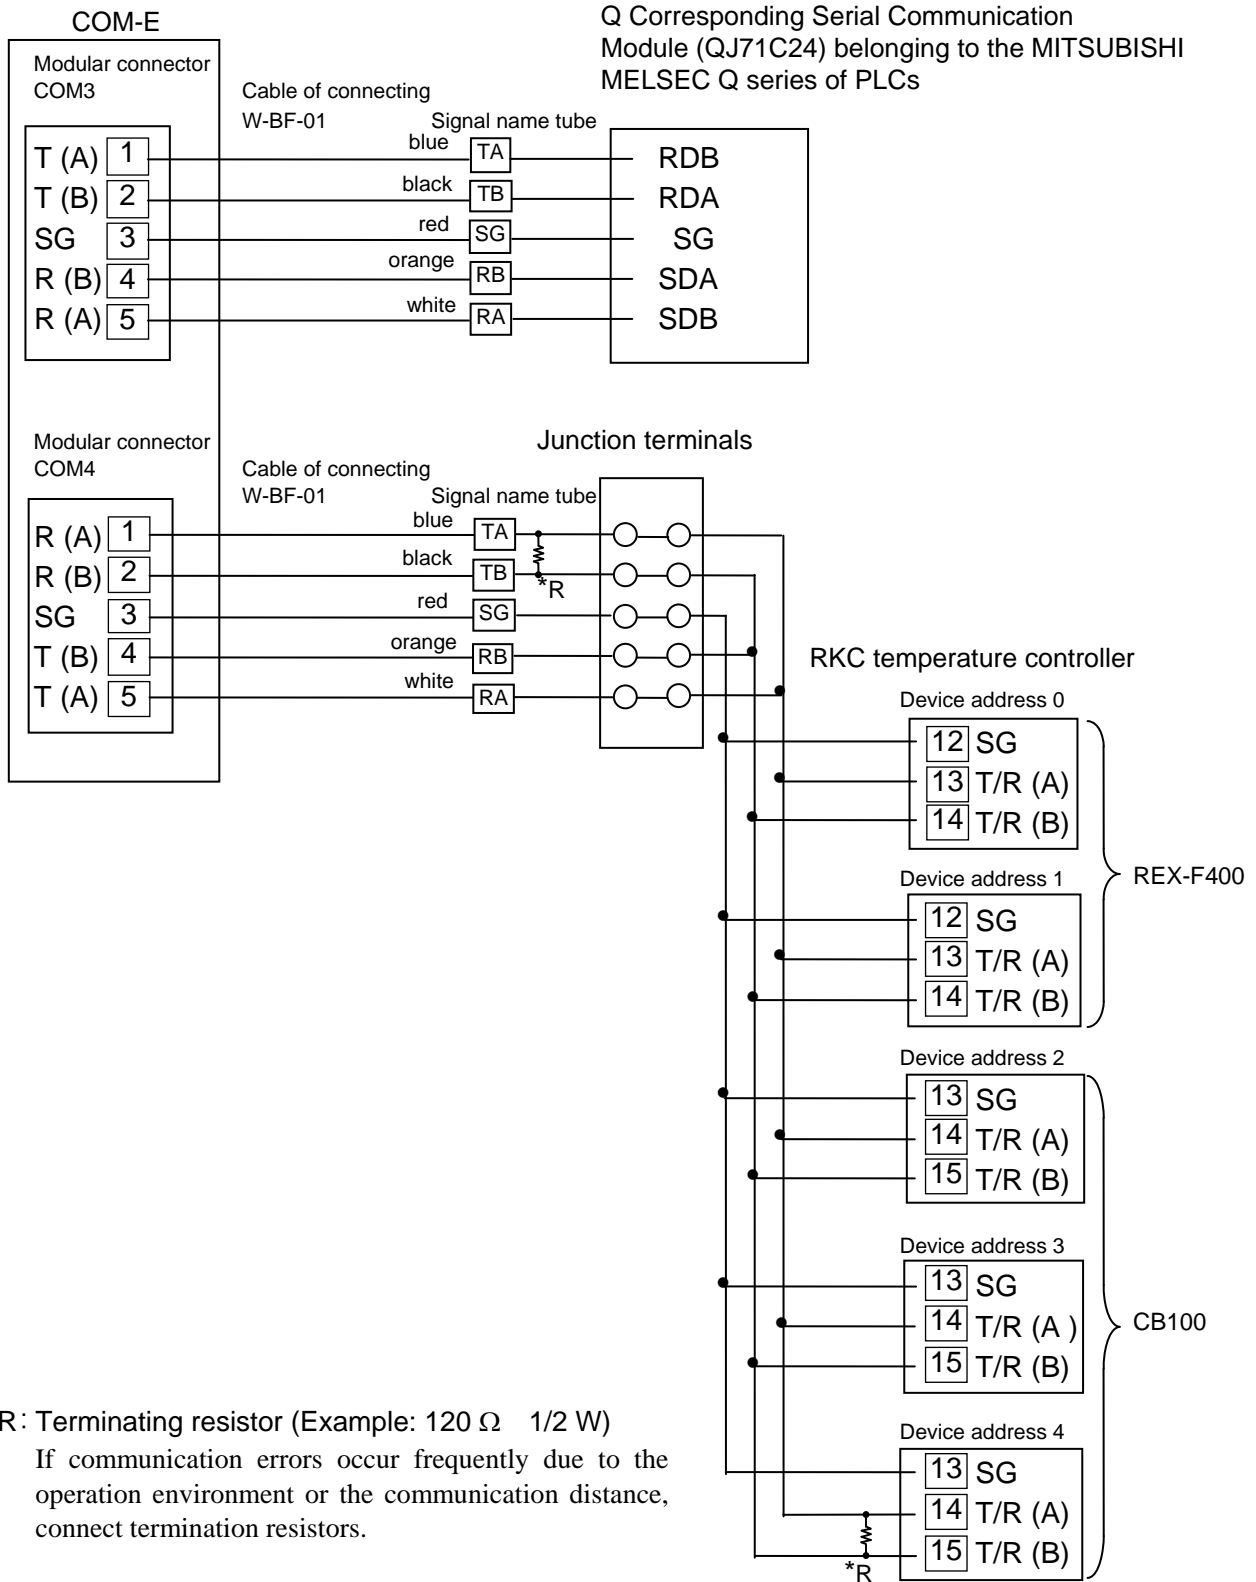 COM-E
Q Corresponding Serial Communication
Module (QJ71C24) belonging to the MITSUBISHI
MELSEC Q series of PLCs
Modular connector
COM3
Cable of connecting
W-BF-01
Signal name tube
T (A) 1 blue TA RDB
T (B) 2 black TB RDA
SG 3 red SG SG
R (B) 4 orange RB SDA
R (A) 5 white RA SDB
Modular connector
COM4
Cable of connecting
W-BF-01
Signal name tube
Junction terminals
R (A) 1 blue TA
R (B) 2 black TB
*R
SG 3 red SG
T (B) 4 orange RB
T (A) 5 white RA
RKC temperature controller
Device address 0
12 SG
13 T/R (A)
14 T/R (B)
REX-F400
Device address 1
12 SG
13 T/R (A)
14 T/R (B)
Device address 2
13 SG
14 T/R (A)
15 T/R (B)
Device address 3
13 SG
14 T/R (A )
15 T/R (B)
CB100
Device address 4
13 SG
14 T/R (A)
15 T/R (B)
*R
R: Terminating resistor (Example: 120 Ω 1/2 W)
If communication errors occur frequently due to the
operation environment or the communication distance,
connect termination resistors.